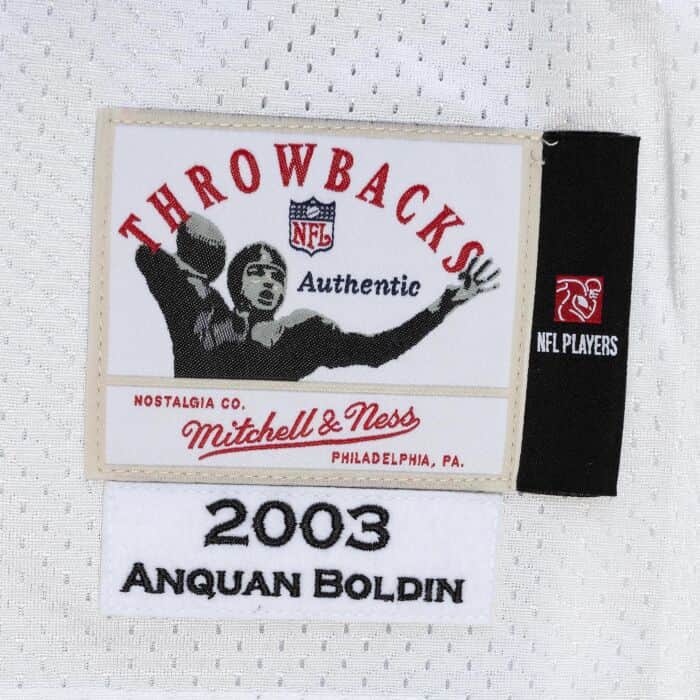 THROWBACKS
NFL
Authentic
NOSTALGIA CO.
Mitchell & Ness
PHILADELPHIA, PA.
NFL PLAYERS
2003
ANQUAN BOLDIN